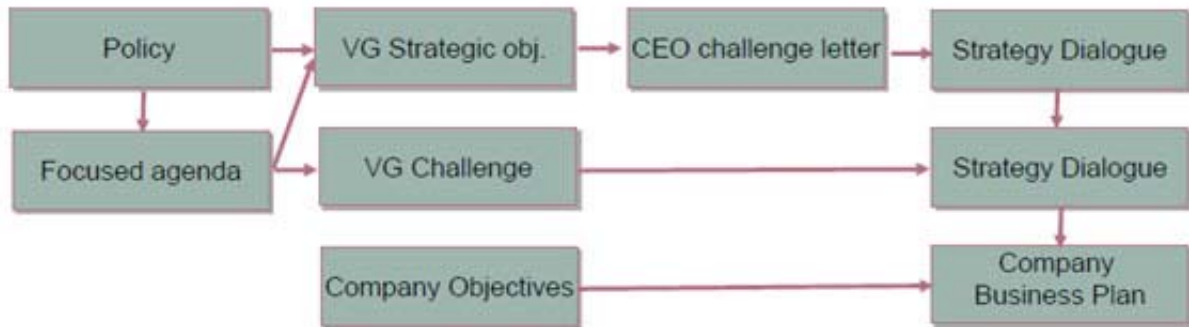 Policy
VG Strategic obj.
CEO challenge letter
Strategy Dialogue
Focused agenda
VG Challenge
Strategy Dialogue
Company Objectives
Company
Business Plan